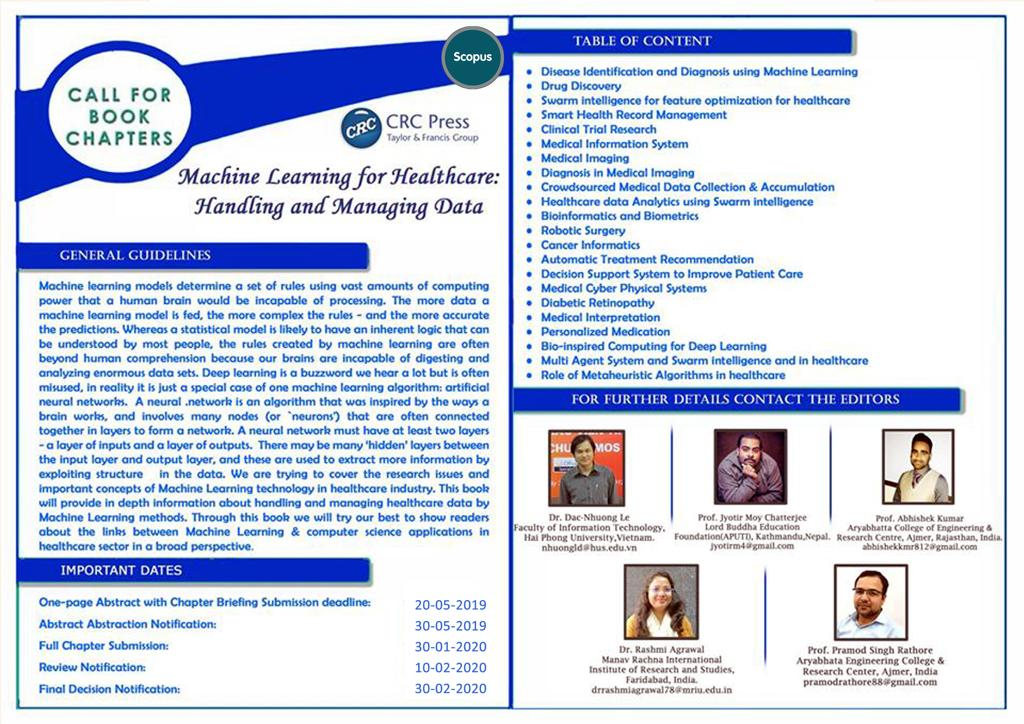 CALL FOR
BOOK
CHAPTERS
Scopus
CRC
CRC Press
Taylor & Francis Group
Machine Learning for Healthcare:
Handling and Managing Data
GENERAL GUIDELINES
Machine learning models determine a set of rules using vast amounts of computing
power that a human brain would be incapable of processing. The more data a
machine learning model is fed, the more complex the rules - and the more accurate
the predictions. Whereas a statistical model is likely to have an inherent logic that can
be understood by most people, the rules created by machine learning are often
beyond human comprehension because our brains are incapable of digesting and
analyzing enormous data sets. Deep learning is a buzzword we hear a lot but is often
misused, in reality it is just a special case of one machine learning algorithm: artificial
neural networks. A neural .network is an algorithm that was inspired by the ways a
brain works, and involves many nodes (or `neurons') that are often connected
together in layers to form a network. A neural network must have at least two layers
- a layer of inputs and a layer of outputs. There may be many 'hidden' layers between
the input layer and output layer, and these are used to extract more information by
exploiting structure in the data. We are trying to cover the research issues and
important concepts of Machine Learning technology in healthcare industry. This book
will provide in depth information about handling and managing healthcare data by
Machine Learning methods. Through this book we will try our best to show readers
about the links between Machine Learning & computer science applications in
healthcare sector in a broad perspective.
IMPORTANT DATES
One-page Abstract with Chapter Briefing Submission deadline: 20-05-2019
Abstract Abstraction Notification: 30-05-2019
Full Chapter Submission: 30-01-2020
Review Notification: 10-02-2020
Final Decision Notification: 30-02-2020
TABLE OF CONTENT
• Disease Identification and Diagnosis using Machine Learning
• Drug Discovery
• Swarm intelligence for feature optimization for healthcare
• Smart Health Record Management
• Clinical Trial Research
• Medical Information System
• Medical Imaging
• Diagnosis in Medical Imaging
• Crowdsourced Medical Data Collection & Accumulation
• Healthcare data Analytics using Swarm intelligence
• Bioinformatics and Biometrics
• Robotic Surgery
• Cancer Informatics
• Automatic Treatment Recommendation
• Decision Support System to Improve Patient Care
• Medical Cyber Physical Systems
• Diabetic Retinopathy
• Medical Interpretation
• Personalized Medication
• Bio-inspired Computing for Deep Learning
• Multi Agent System and Swarm intelligence and in healthcare
• Role of Metaheuristic Algorithms in healthcare
FOR FURTHER DETAILS CONTACT THE EDITORS
Dr. Dac-Nhuong Le
Faculty of Information Technology,
Hai Phong University,Vietnam.
nhuongld@hus.edu.vn
Prof. Jyotir Moy Chatterjee
Lord Buddha Education
Foundation(APUTI), Kathmandu,Nepal.
jyotirm4@gmail.com
Prof. Abhishek Kumar
Aryabhatta College of Engineering &
Research Centre, Ajmer, Rajasthan, India.
abhishekkmr812@gmail.com
Dr. Rashmi Agrawal
Manav Rachna International
Institute of Research and Studies,
Faridabad, India.
drrashmiagrawal78@mriu.edu.in
Prof. Pramod Singh Rathore
Aryabhata Engineering College &
Research Center, Ajmer, India
pramodrathore88@gmail.com